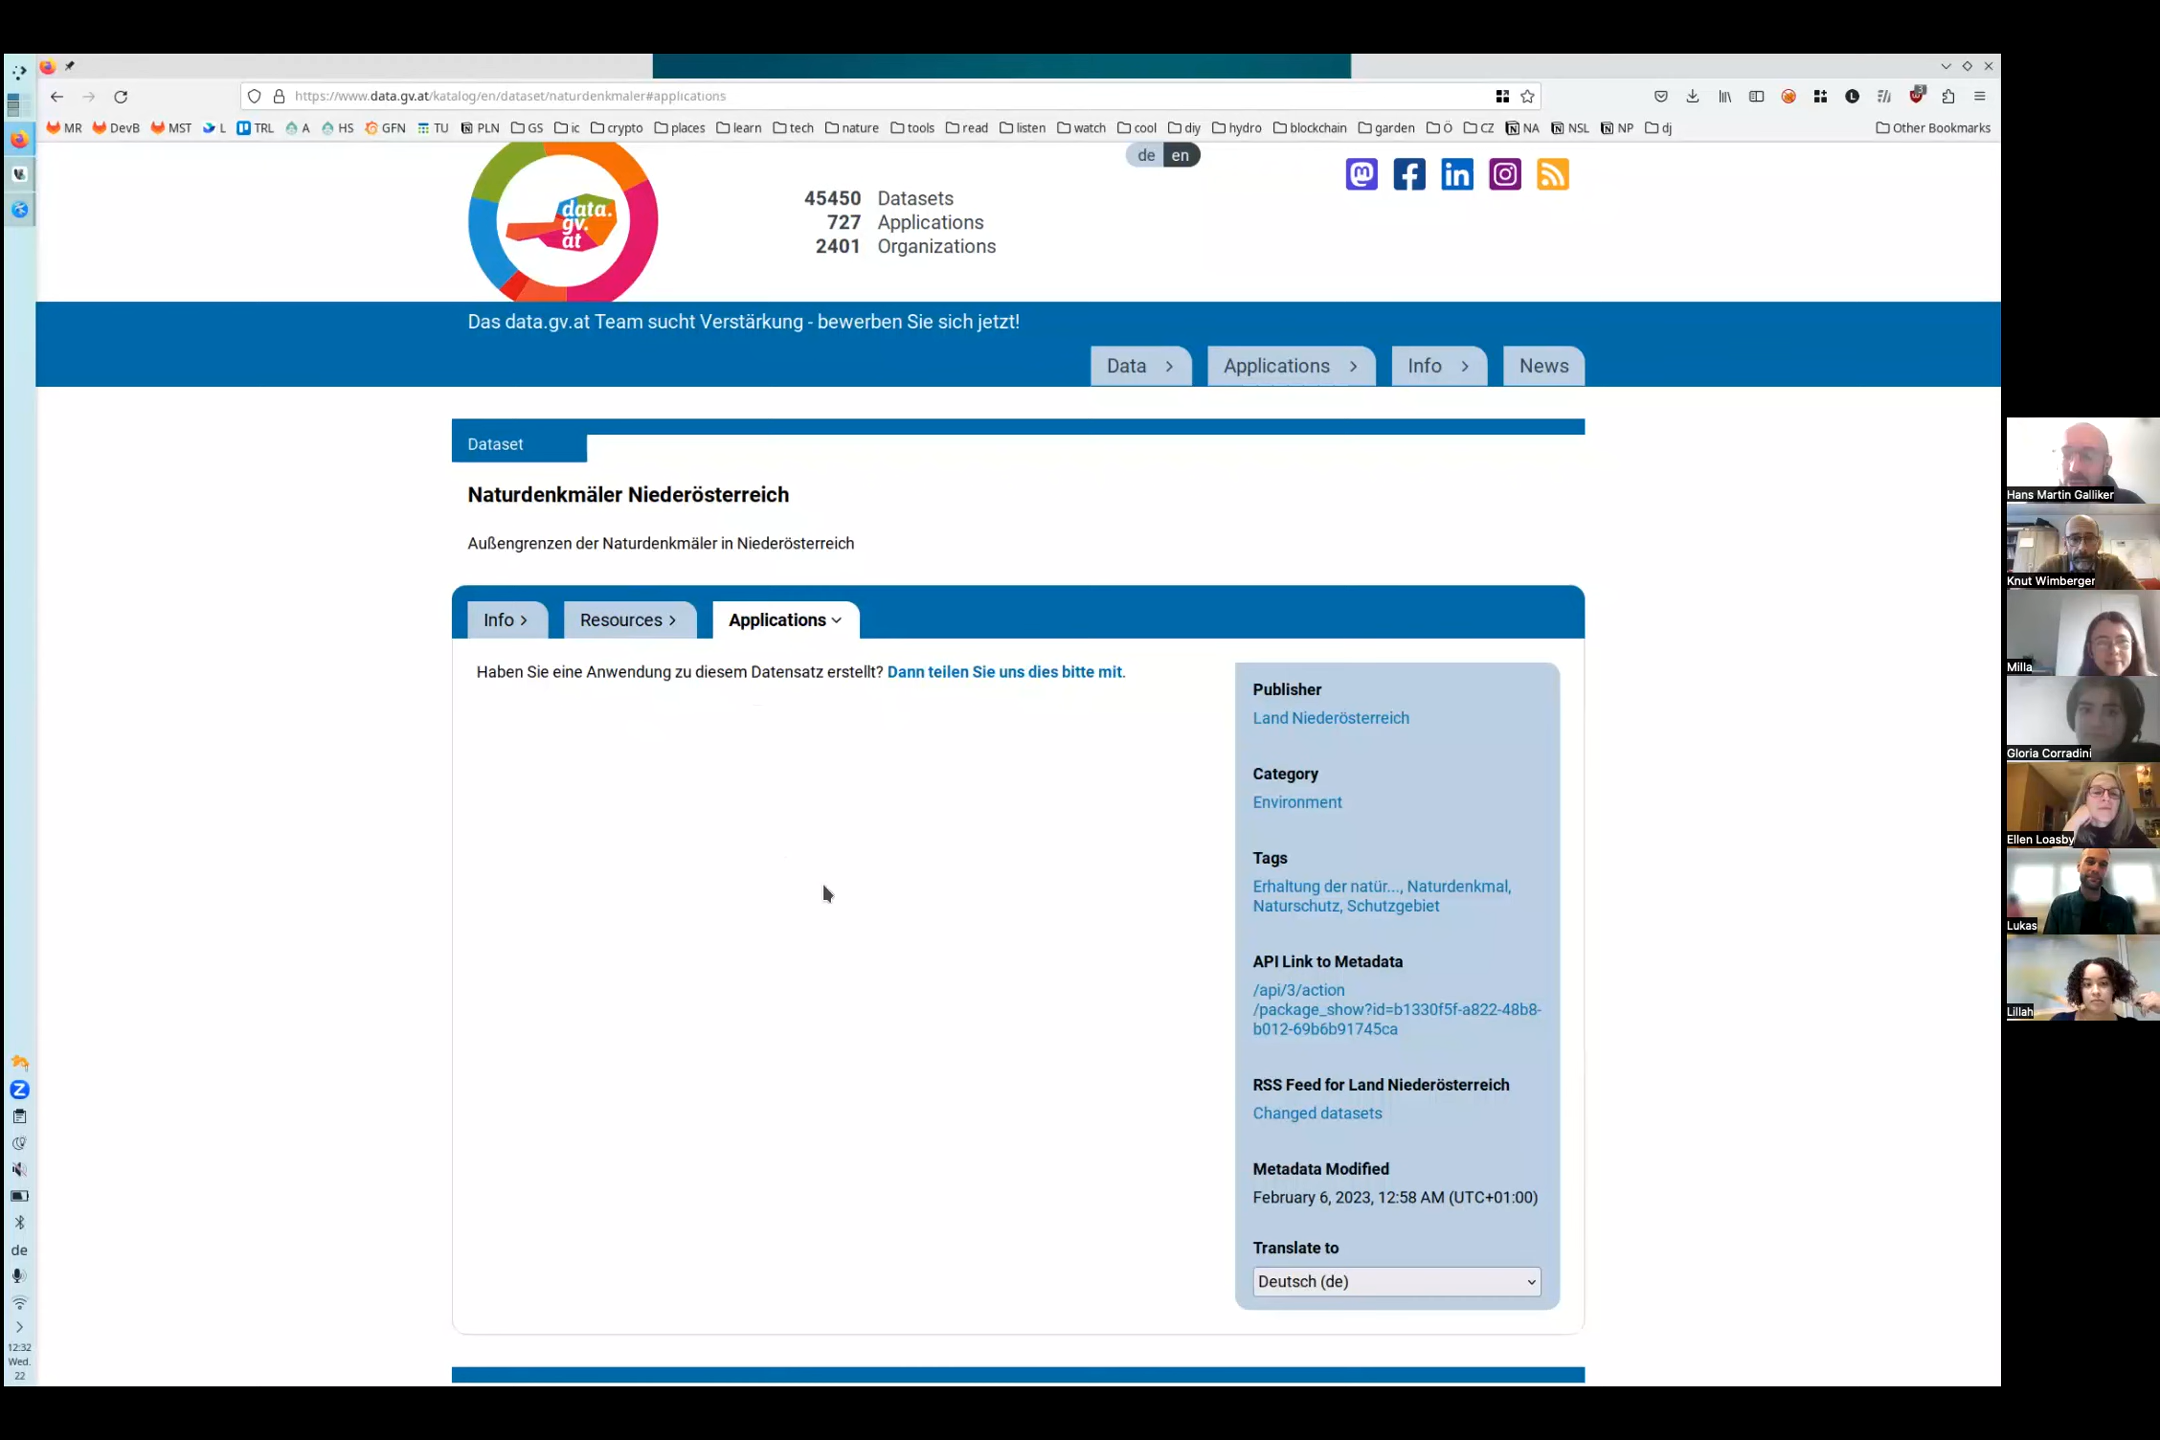 https://www.data.gv.at/katalog/en/dataset/naturdenkmaler#applications
MR DevB MST L TRL A HS GFN TU PLN GS ic crypto places learn tech nature tools read listen watch cool diy hydro blockchain garden Ö CZ NA NSL NP dj Other Bookmarks
data.
gv.
at
de en
45450 Datasets
727 Applications
2401 Organizations
Das data.gv.at Team sucht Verstärkung - bewerben Sie sich jetzt!
Data Applications Info News
Dataset
Naturdenkmäler Niederösterreich
Außengrenzen der Naturdenkmäler in Niederösterreich
Info Resources Applications
Haben Sie eine Anwendung zu diesem Datensatz erstellt? Dann teilen Sie uns dies bitte mit.
Publisher
Land Niederösterreich
Category
Environment
Tags
Erhaltung der natür..., Naturdenkmal,
Naturschutz, Schutzgebiet
API Link to Metadata
/api/3/action
/package_show?id=b1330f5f-a822-48b8-
b012-69b6b91745ca
RSS Feed for Land Niederösterreich
Changed datasets
Metadata Modified
February 6, 2023, 12:58 AM (UTC+01:00)
Translate to
Deutsch (de)
de
12:32
Wed.
22
Hans Martin Galliker
Knut Wimberger
Milla
Gloria Corradini
Ellen Loasby
Lukas
Lillah